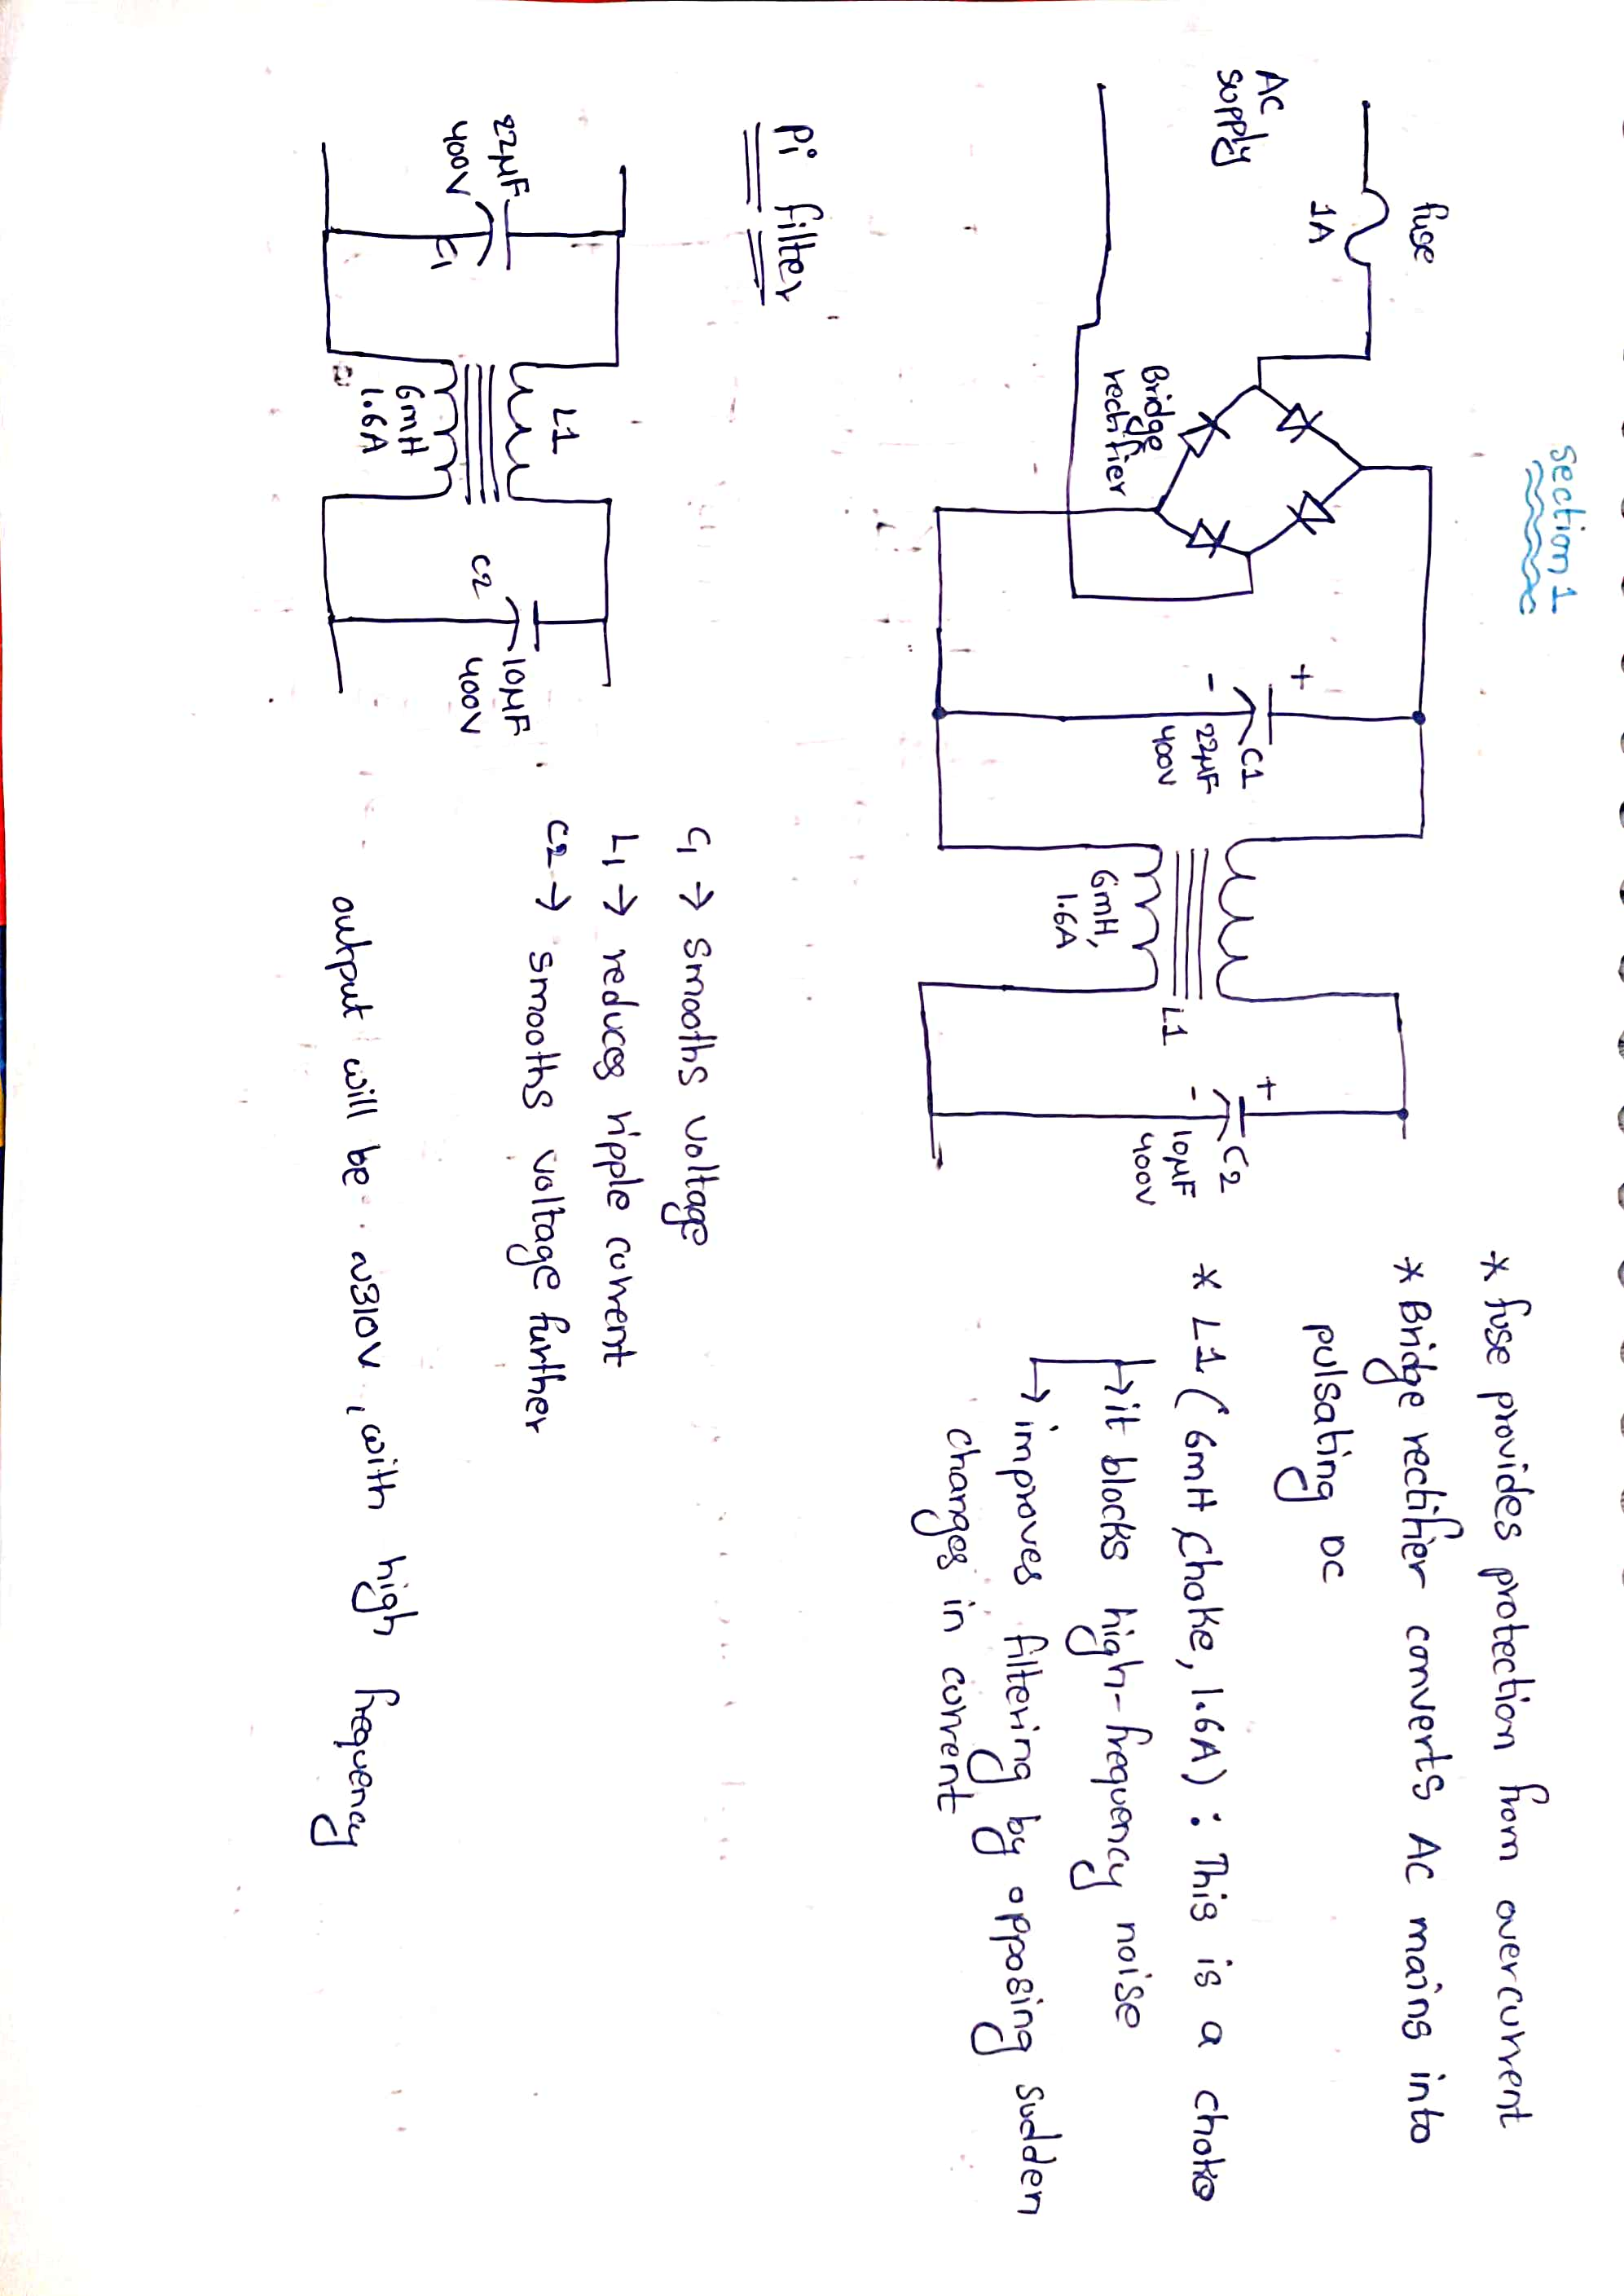 Section 1
fuse
1A
AC
supply
Bridge
rectifier
+
-
C1
22μF
400V
6mH,
1.6A
L1
+
-
C2
10μF
400V
* fuse provides protection from overcurrent
* Bridge rectifier converts AC mains into
pulsating DC
* L1 (6mH choke, 1.6A) : This is a choke
→ it blocks high-frequency noise
→ improves filtering by opposing sudden
changes in current
Pi filter
22μF
400V
C1
L1
6mH
1.6A
C2
10μF
400V
C1 → smooths voltage
L1 → reduces ripple current
C2 → smooths voltage further
output will be ~310V, with high frequency